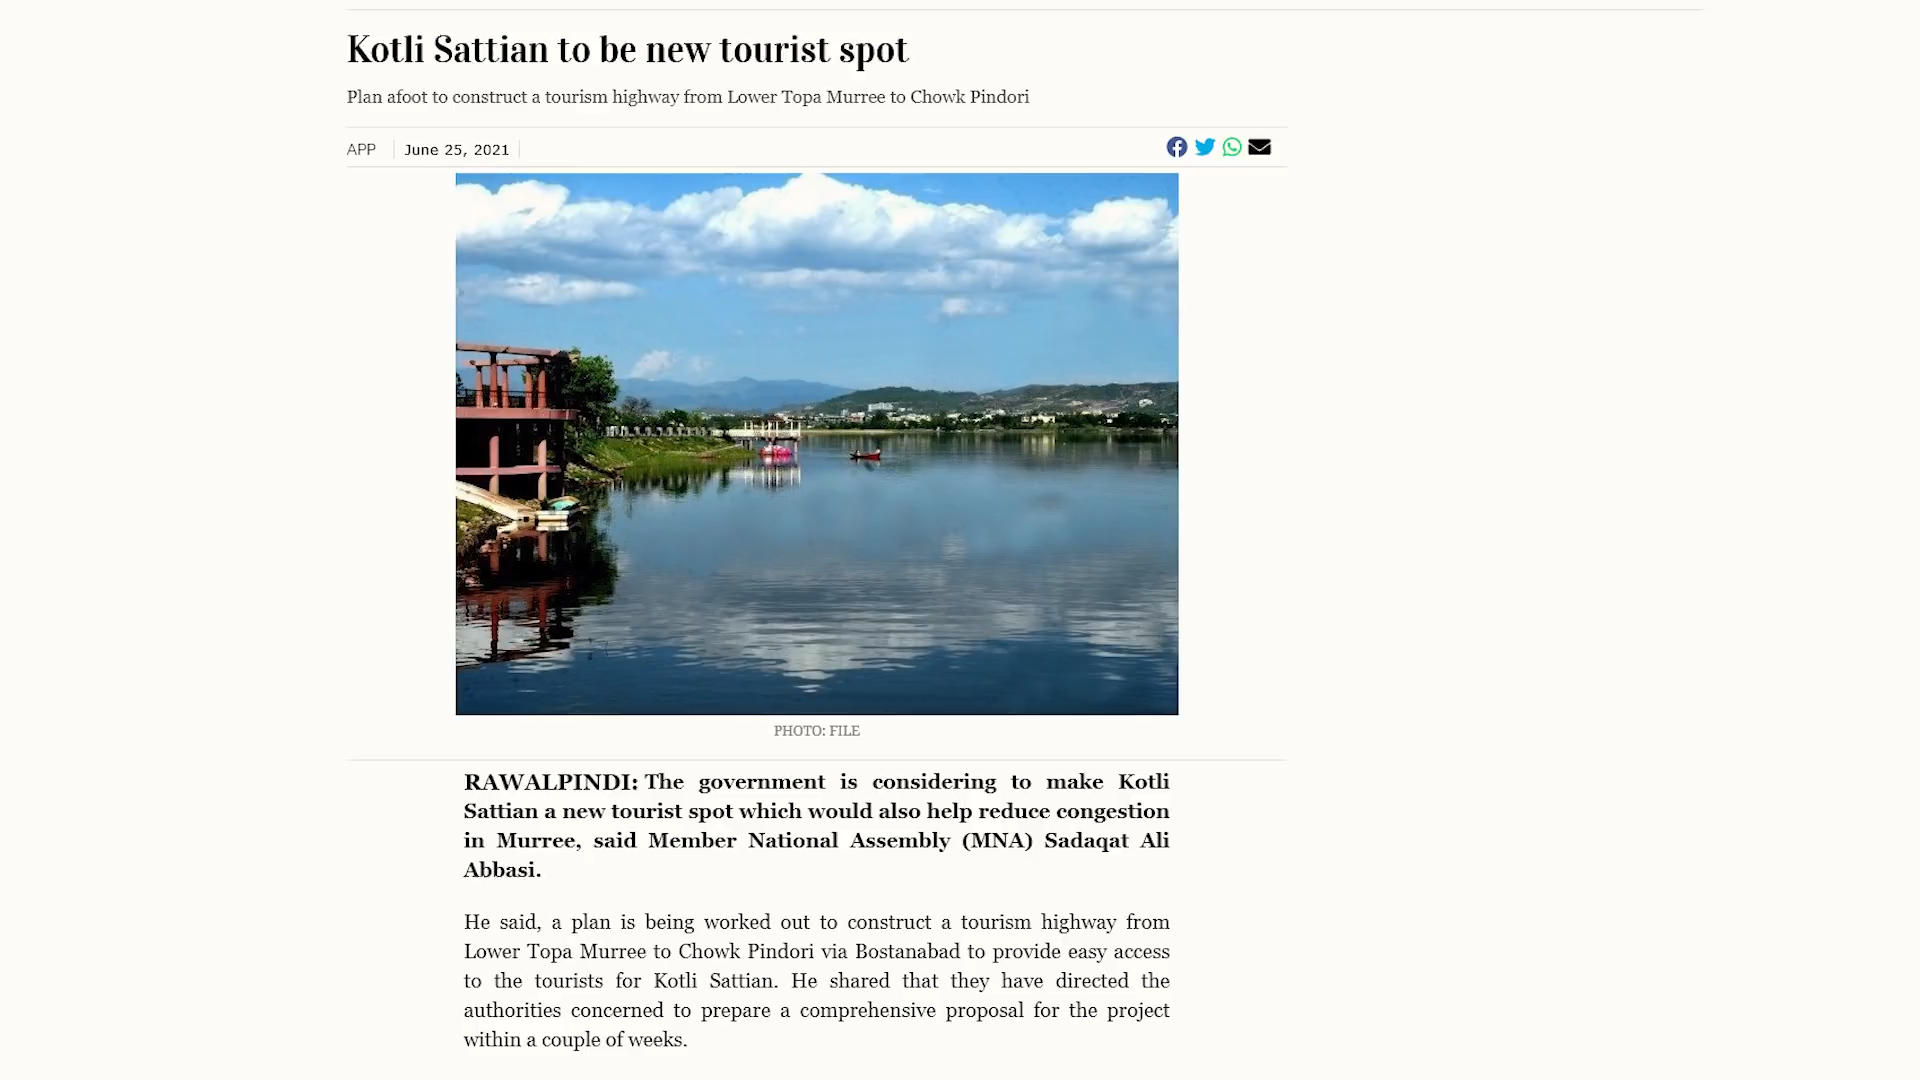 Kotli Sattian to be new tourist spot
Plan afoot to construct a tourism highway from Lower Topa Murree to Chowk Pindori
APP June 25, 2021
PHOTO: FILE
RAWALPINDI: The government is considering to make Kotli
Sattian a new tourist spot which would also help reduce congestion
in Murree, said Member National Assembly (MNA) Sadaqat Ali
Abbasi.
He said, a plan is being worked out to construct a tourism highway from
Lower Topa Murree to Chowk Pindori via Bostanabad to provide easy access
to the tourists for Kotli Sattian. He shared that they have directed the
authorities concerned to prepare a comprehensive proposal for the project
within a couple of weeks.